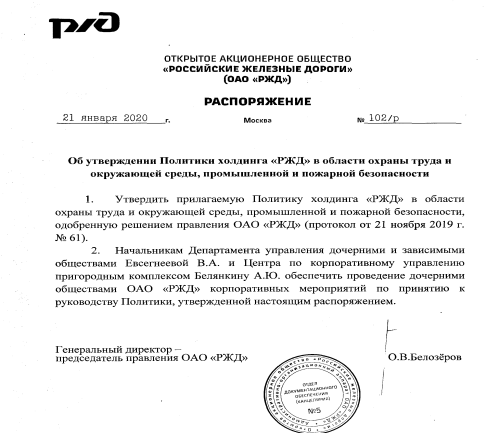 ржд
ОТКРЫТОЕ АКЦИОНЕРНОЕ ОБЩЕСТВО
«РОССИЙСКИЕ ЖЕЛЕЗНЫЕ ДОРОГИ»
(ОАО «РЖД»)
РАСПОРЯЖЕНИЕ
21 января 2020 г. Москва № 102/р
Об утверждении Политики холдинга «РЖД» в области охраны труда и
окружающей среды, промышленной и пожарной безопасности
1. Утвердить прилагаемую Политику холдинга «РЖД» в области
охраны труда и окружающей среды, промышленной и пожарной безопасности,
одобренную решением правления ОАО «РЖД» (протокол от 21 ноября 2019 г.
№ 61).
2. Начальникам Департамента управления дочерними и зависимыми
обществами Евсегнеевой В.А. и Центра по корпоративному управлению
пригородным комплексом Белянкину А.Ю. обеспечить проведение дочерними
обществами ОАО «РЖД» корпоративных мероприятий по принятию к
руководству Политики, утвержденной настоящим распоряжением.
Генеральный директор –
председатель правления ОАО «РЖД» О.В.Белозёров
ОТДЕЛ
ДОКУМЕНТАЦИОННОГО
ОБЕСПЕЧЕНИЯ
(КАНЦЕЛЯРИЯ)
№5